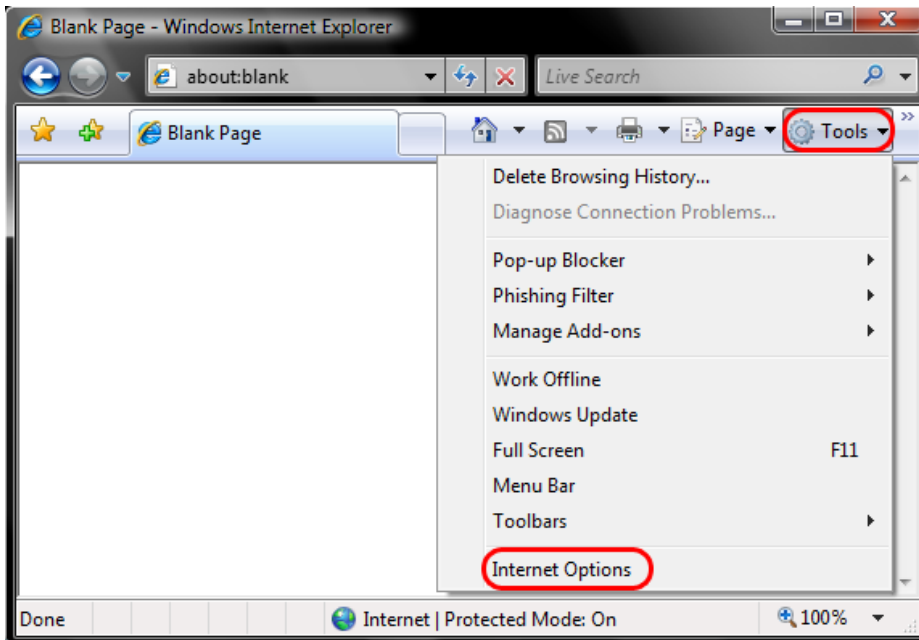 Blank Page - Windows Internet Explorer
about:blank
Live Search
Blank Page
Page
Tools
»
Delete Browsing History...
Diagnose Connection Problems...
Pop-up Blocker
Phishing Filter
Manage Add-ons
Work Offline
Windows Update
Full Screen F11
Menu Bar
Toolbars
Internet Options
Done
Internet | Protected Mode: On
100%